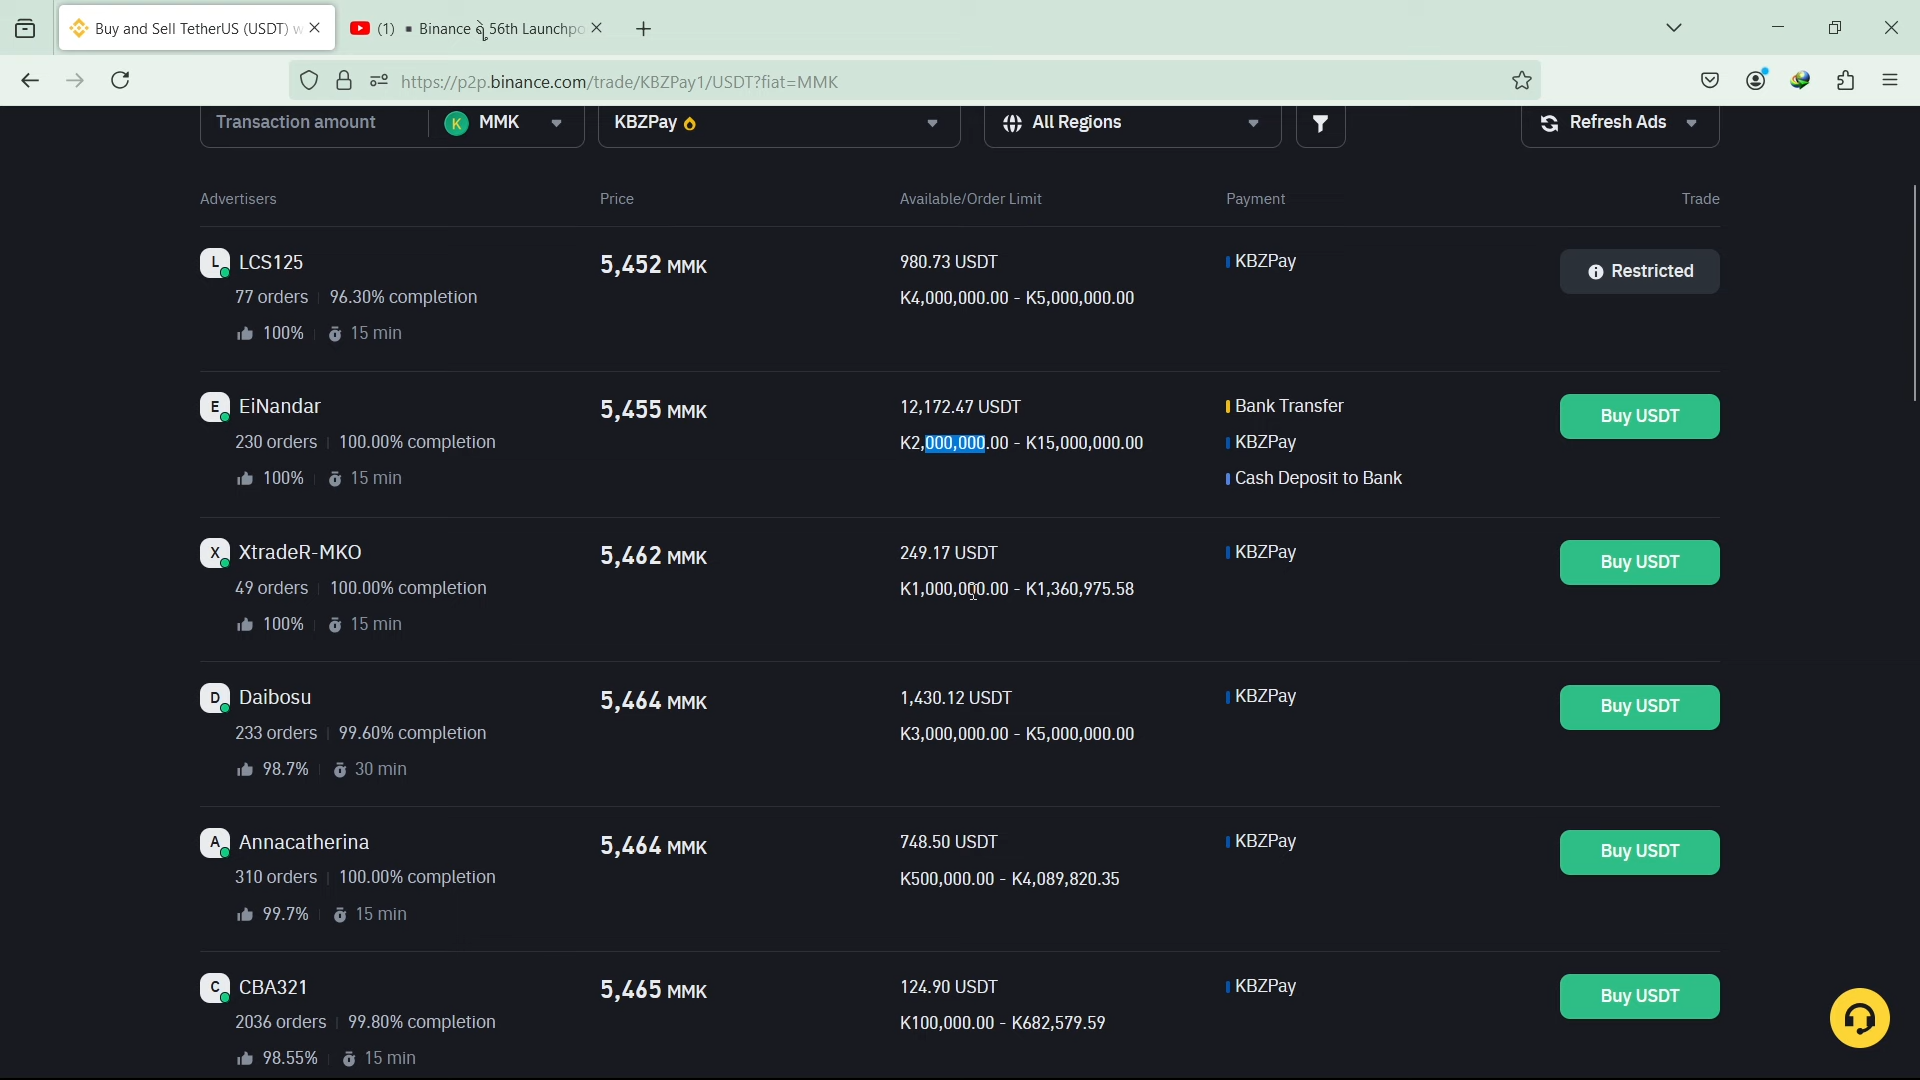 Buy and Sell TetherUS (USDT) w
(1) ▪ Binance
56th Launchpo
https://p2p.binance.com/trade/KBZPay1/USDT?fiat=MMK
Transaction amount
K MMK
KBZPay
All Regions
Refresh Ads
Advertisers
Price
Available/Order Limit
Payment
Trade
L LCS125
77 orders | 96.30% completion
100% | 15 min
5,452 MMK
980.73 USDT
K4,000,000.00 - K5,000,000.00
KBZPay
Restricted
E EiNandar
230 orders | 100.00% completion
100% | 15 min
5,455 MMK
12,172.47 USDT
K2,000,000.00 - K15,000,000.00
Bank Transfer
KBZPay
Cash Deposit to Bank
Buy USDT
X XtradeR-MKO
49 orders | 100.00% completion
100% | 15 min
5,462 MMK
249.17 USDT
K1,000,000.00 - K1,360,975.58
KBZPay
Buy USDT
D Daibosu
233 orders | 99.60% completion
98.7% | 30 min
5,464 MMK
1,430.12 USDT
K3,000,000.00 - K5,000,000.00
KBZPay
Buy USDT
A Annacatherina
310 orders | 100.00% completion
99.7% | 15 min
5,464 MMK
748.50 USDT
K500,000.00 - K4,089,820.35
KBZPay
Buy USDT
C CBA321
2036 orders | 99.80% completion
98.55% | 15 min
5,465 MMK
124.90 USDT
K100,000.00 - K682,579.59
KBZPay
Buy USDT